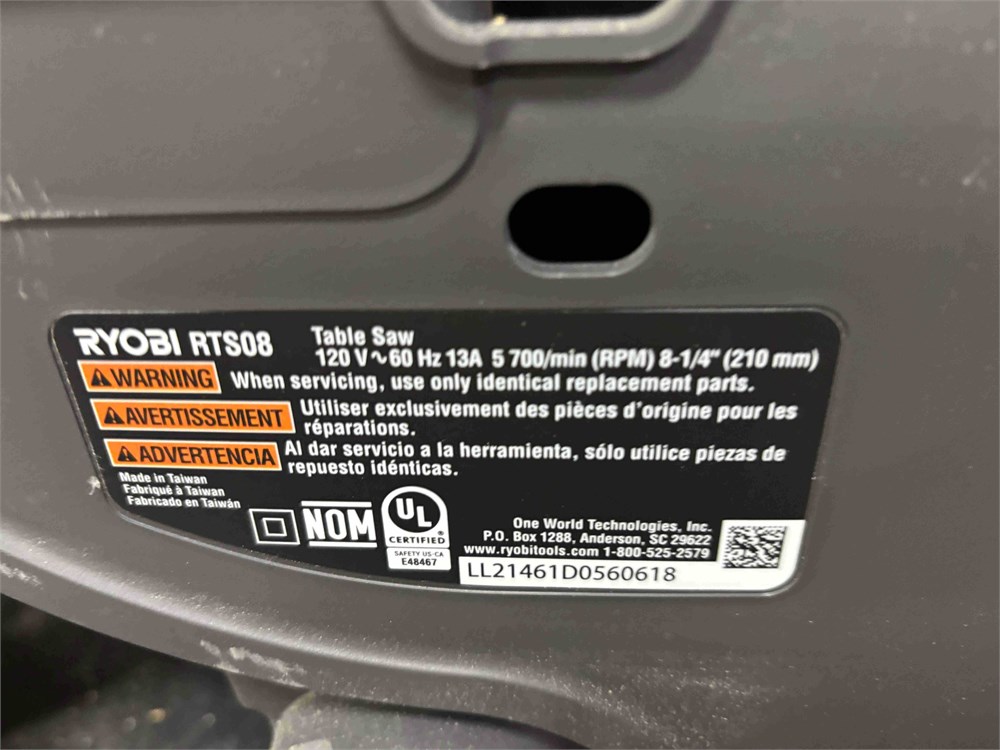 RYOBI RTS08 Table Saw
120 V ~ 60 Hz 13A 5 700/min (RPM) 8-1/4" (210 mm)
WARNING When servicing, use only identical replacement parts.
AVERTISSEMENT Utiliser exclusivement des pièces d'origine pour les
réparations.
ADVERTENCIA Al dar servicio a la herramienta, sólo utilice piezas de
repuesto idénticas.
Made in Taiwan
Fabriqué à Taiwan
Fabricado en Taiwán
NOM
UL ®
CERTIFIED
SAFETY US-CA
E48467
One World Technologies, Inc.
P.O. Box 1288, Anderson, SC 29622
www.ryobitools.com 1-800-525-2579
LL21461D0560618